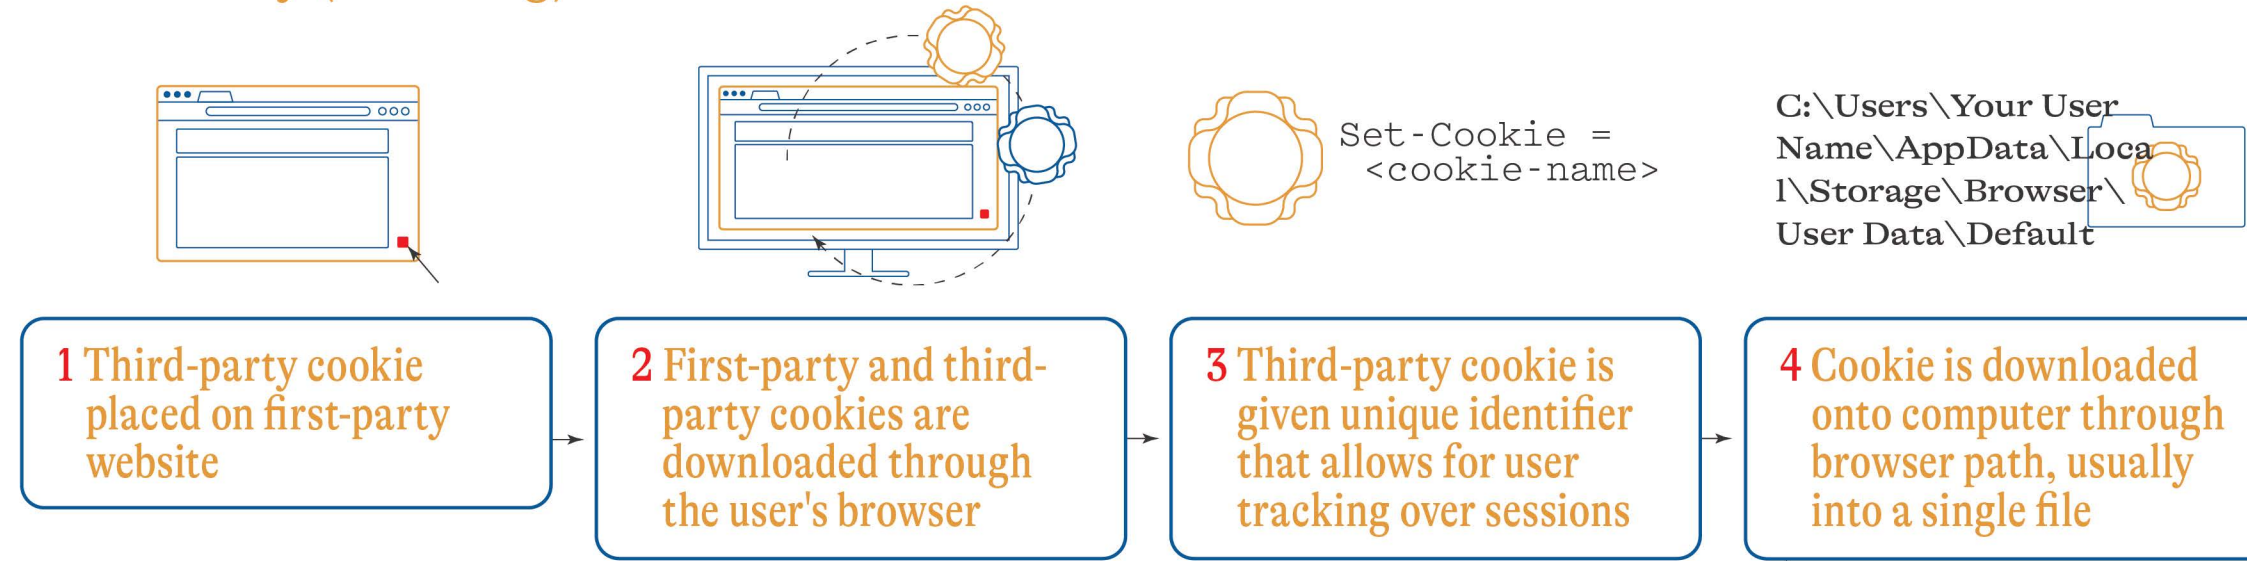 Set-Cookie =
<cookie-name>
C:\Users\Your User
Name\AppData\Loca
l\Storage\Browser\
User Data\Default
1 Third-party cookie
placed on first-party
website
2 First-party and third-
party cookies are
downloaded through
the user's browser
3 Third-party cookie is
given unique identifier
that allows for user
tracking over sessions
4 Cookie is downloaded
onto computer through
browser path, usually
into a single file